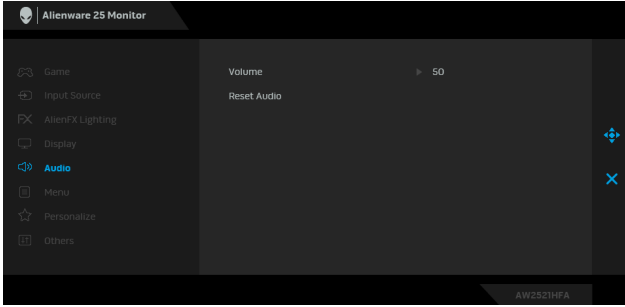 Alienware 25 Monitor
Game
Input Source
AlienFX Lighting
Display
Audio
Menu
Personalize
Others
Volume 50
Reset Audio
AW2521HFA